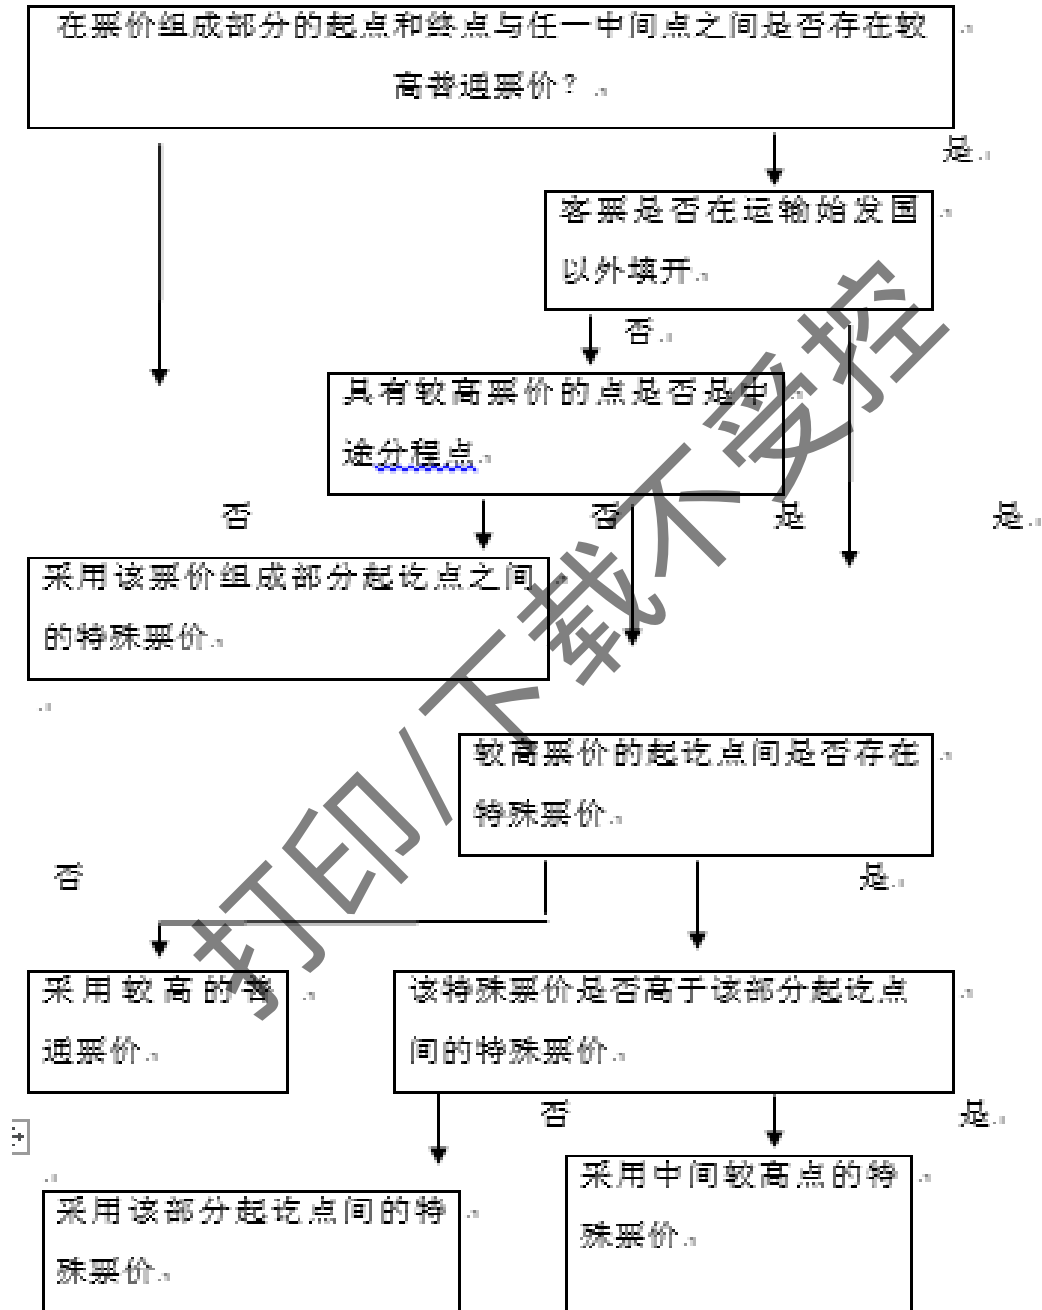 在票价组成部分的起点和终点与任一中间点之间是否存在较
高普通票价？
是
客票是否在运输始发国
以外填开
否
具有较高票价的点是否是中
途分程点
否 否 是 是
采用该票价组成部分起讫点之间
的特殊票价
较高票价的起讫点间是否存在
特殊票价
否 是
采用较高的普
通票价
该特殊票价是否高于该部分起讫点
间的特殊票价
否 是
采用中间较高点的特
殊票价
采用该部分起讫点间的特
殊票价
打印/下载不受控